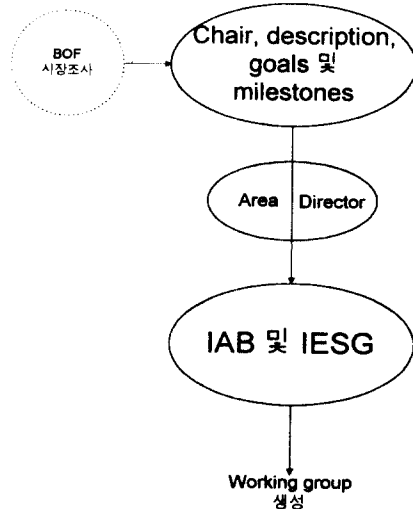 BOF
시장조사
Chair, description,
goals 및
milestones
Area Director
IAB 및 IESG
Working group
생성